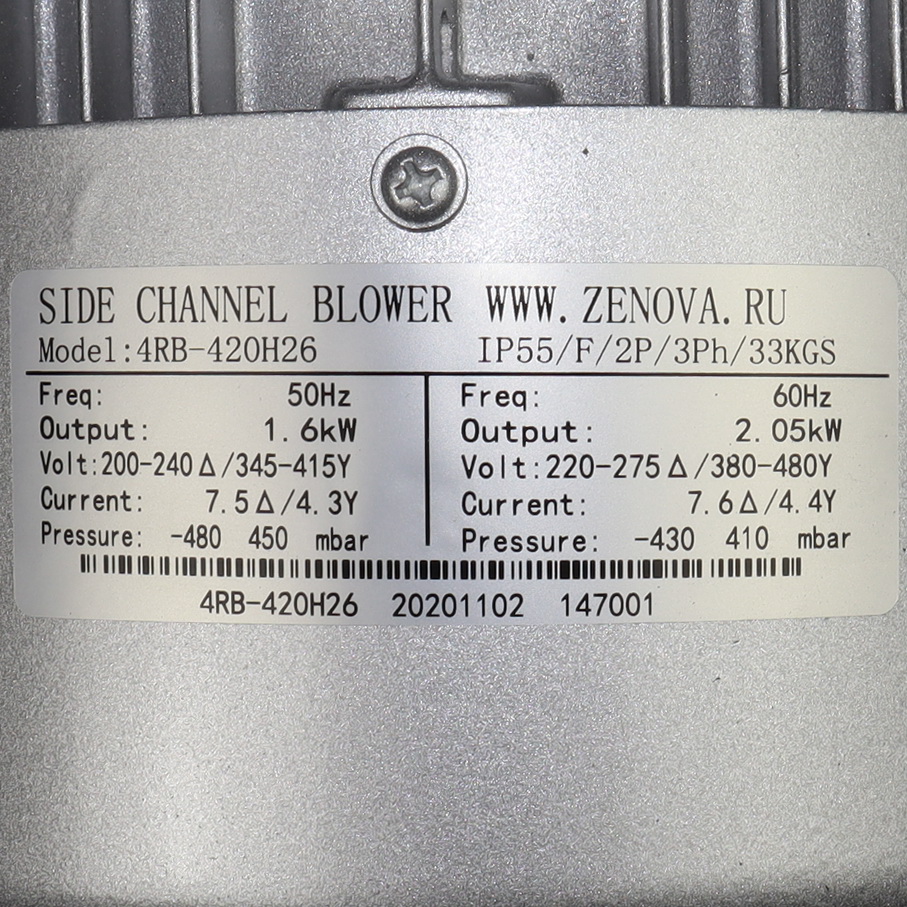 SIDE CHANNEL BLOWER WWW.ZENOVA.RU
Model:4RB-420H26 IP55/F/2P/3Ph/33KGS
Freq: 50Hz
Output: 1.6kW
Volt:200-240Δ/345-415Y
Current: 7.5Δ/4.3Y
Pressure: -480 450 mbar
Freq: 60Hz
Output: 2.05kW
Volt:220-275Δ/380-480Y
Current: 7.6Δ/4.4Y
Pressure: -430 410 mbar
4RB-420H26 20201102 147001